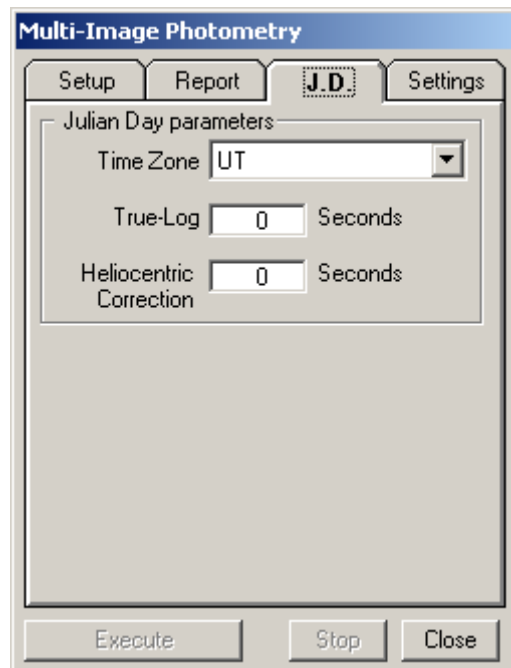 Multi-Image Photometry
Setup Report J.D. Settings
Julian Day parameters
Time Zone UT
True-Log 0 Seconds
Heliocentric Correction 0 Seconds
Execute Stop Close